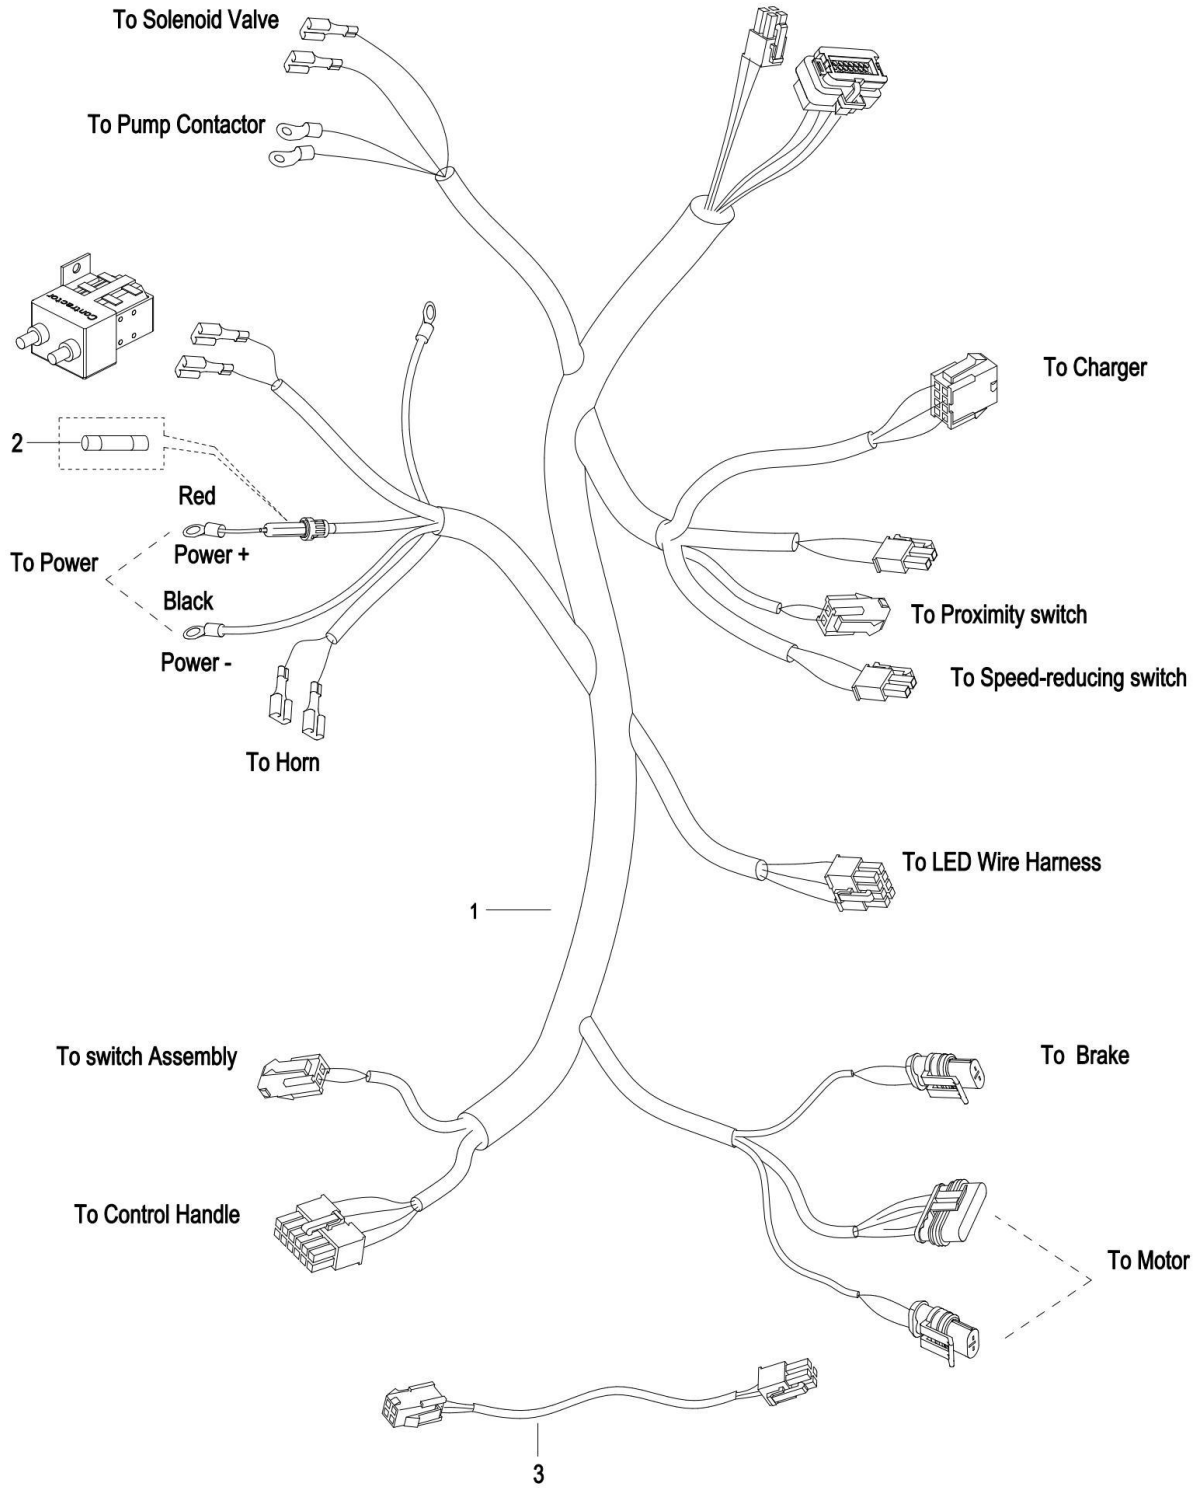 To Solenoid Valve
To Pump Contactor
Contractor
To Charger
2
Red
Power +
To Power
Black
Power -
To Proximity switch
To Speed-reducing switch
To Horn
To LED Wire Harness
1
To switch Assembly
To Brake
To Control Handle
To Motor
3